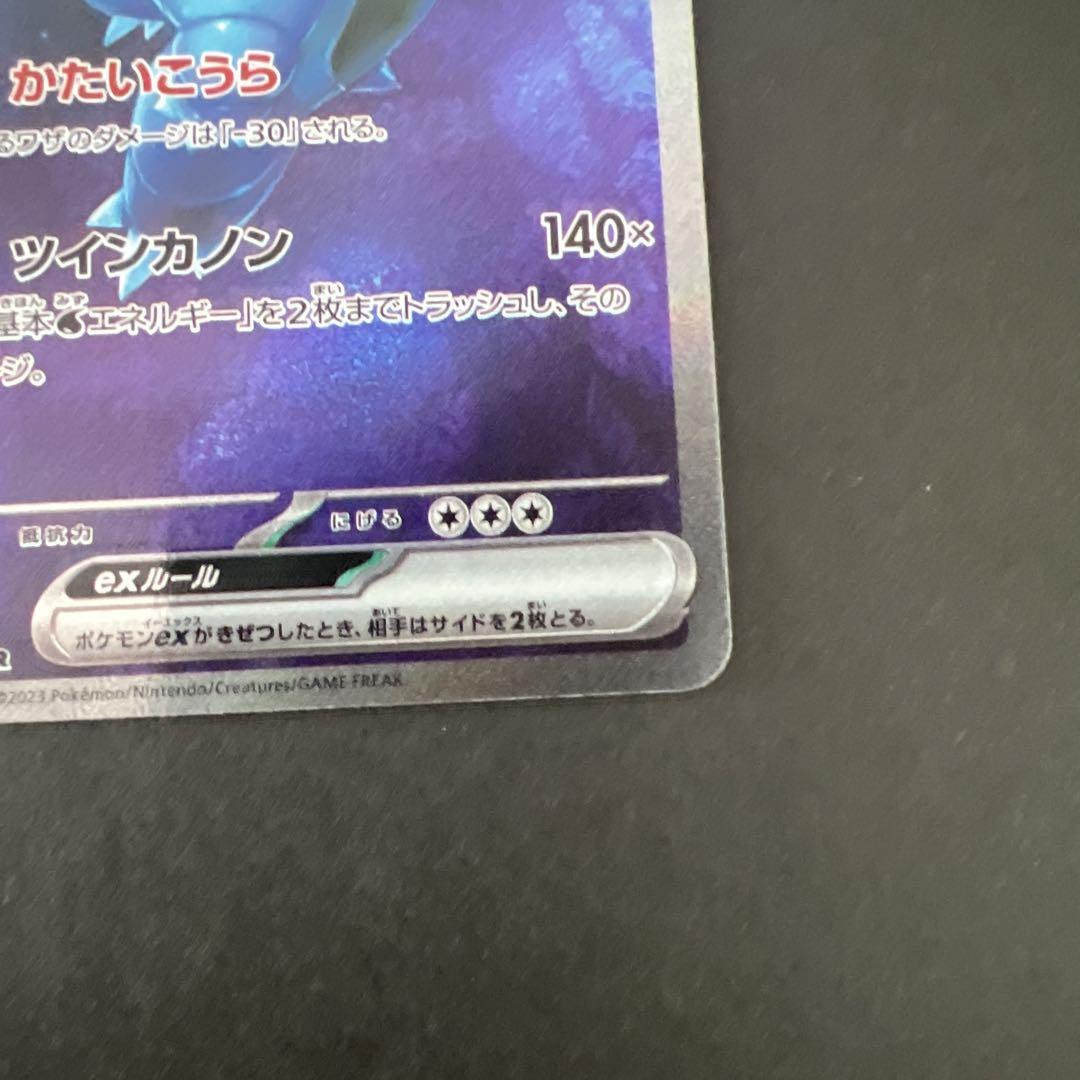 かたいこうら
るワザのダメージは「-30」される。
ツインカノン 140×
基本エネルギー」を2枚までトラッシュし、その
ージ。
抵抗力 にげる
exルール
ポケモンexがきぜつしたとき、相手はサイドを2枚とる。
R
©2023 Pokémon/Nintendo/Creatures/GAME FREAK